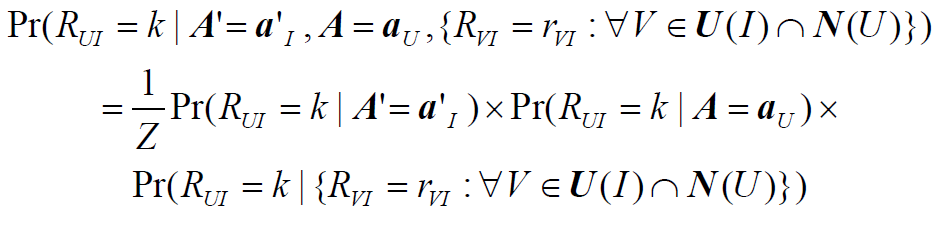 Pr(R_{UI} = k | A' = a'_I , A = a_U , {R_{VI} = r_{VI} : ∀V ∈ U(I) ∩ N(U)})
= \frac{1}{Z} Pr(R_{UI} = k | A' = a'_I) × Pr(R_{UI} = k | A = a_U) ×
Pr(R_{UI} = k | {R_{VI} = r_{VI} : ∀V ∈ U(I) ∩ N(U)})